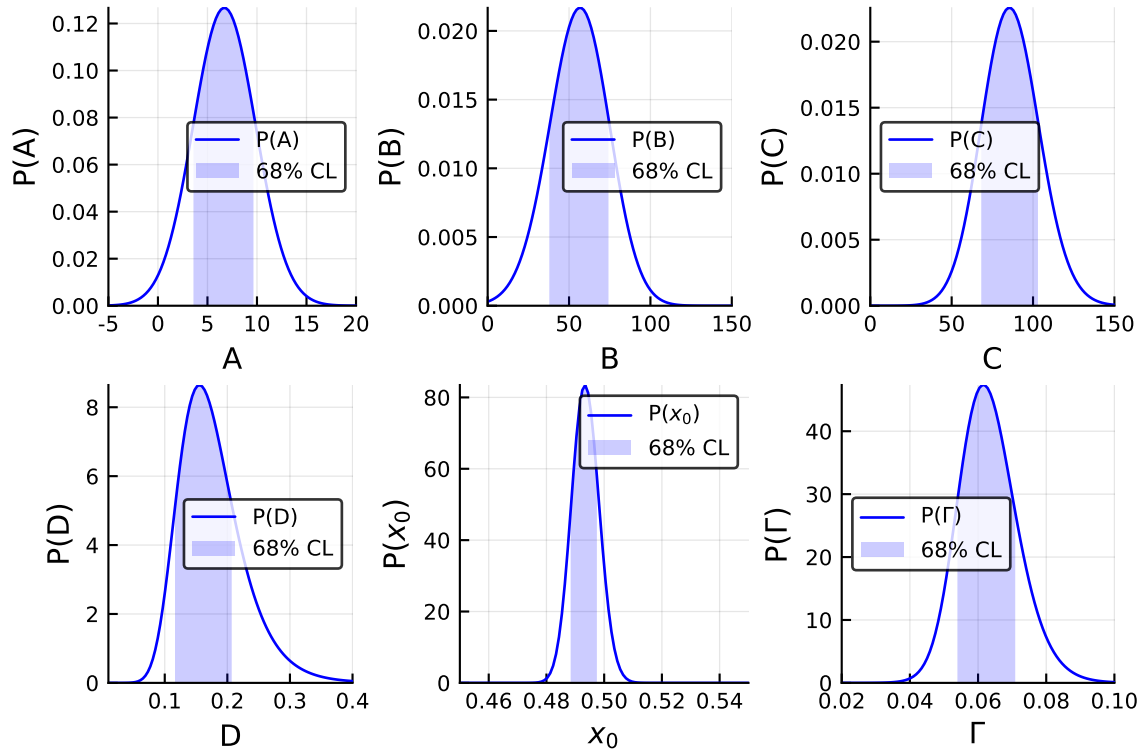 0.12
0.10
0.08
0.06
0.04
0.02
0.00
P(A)
P(A)
68% CL
-5 0 5 10 15 20
A
0.020
0.015
0.010
0.005
0.000
P(B)
P(B)
68% CL
0 50 100 150
B
0.020
0.015
0.010
0.005
0.000
P(C)
P(C)
68% CL
0 50 100 150
C
8
6
4
2
0
P(D)
P(D)
68% CL
0.1 0.2 0.3 0.4
D
80
60
40
20
0
P(x₀)
P(x₀)
68% CL
0.46 0.48 0.50 0.52 0.54
x₀
40
30
20
10
0
P(Γ)
P(Γ)
68% CL
0.02 0.04 0.06 0.08 0.10
Γ